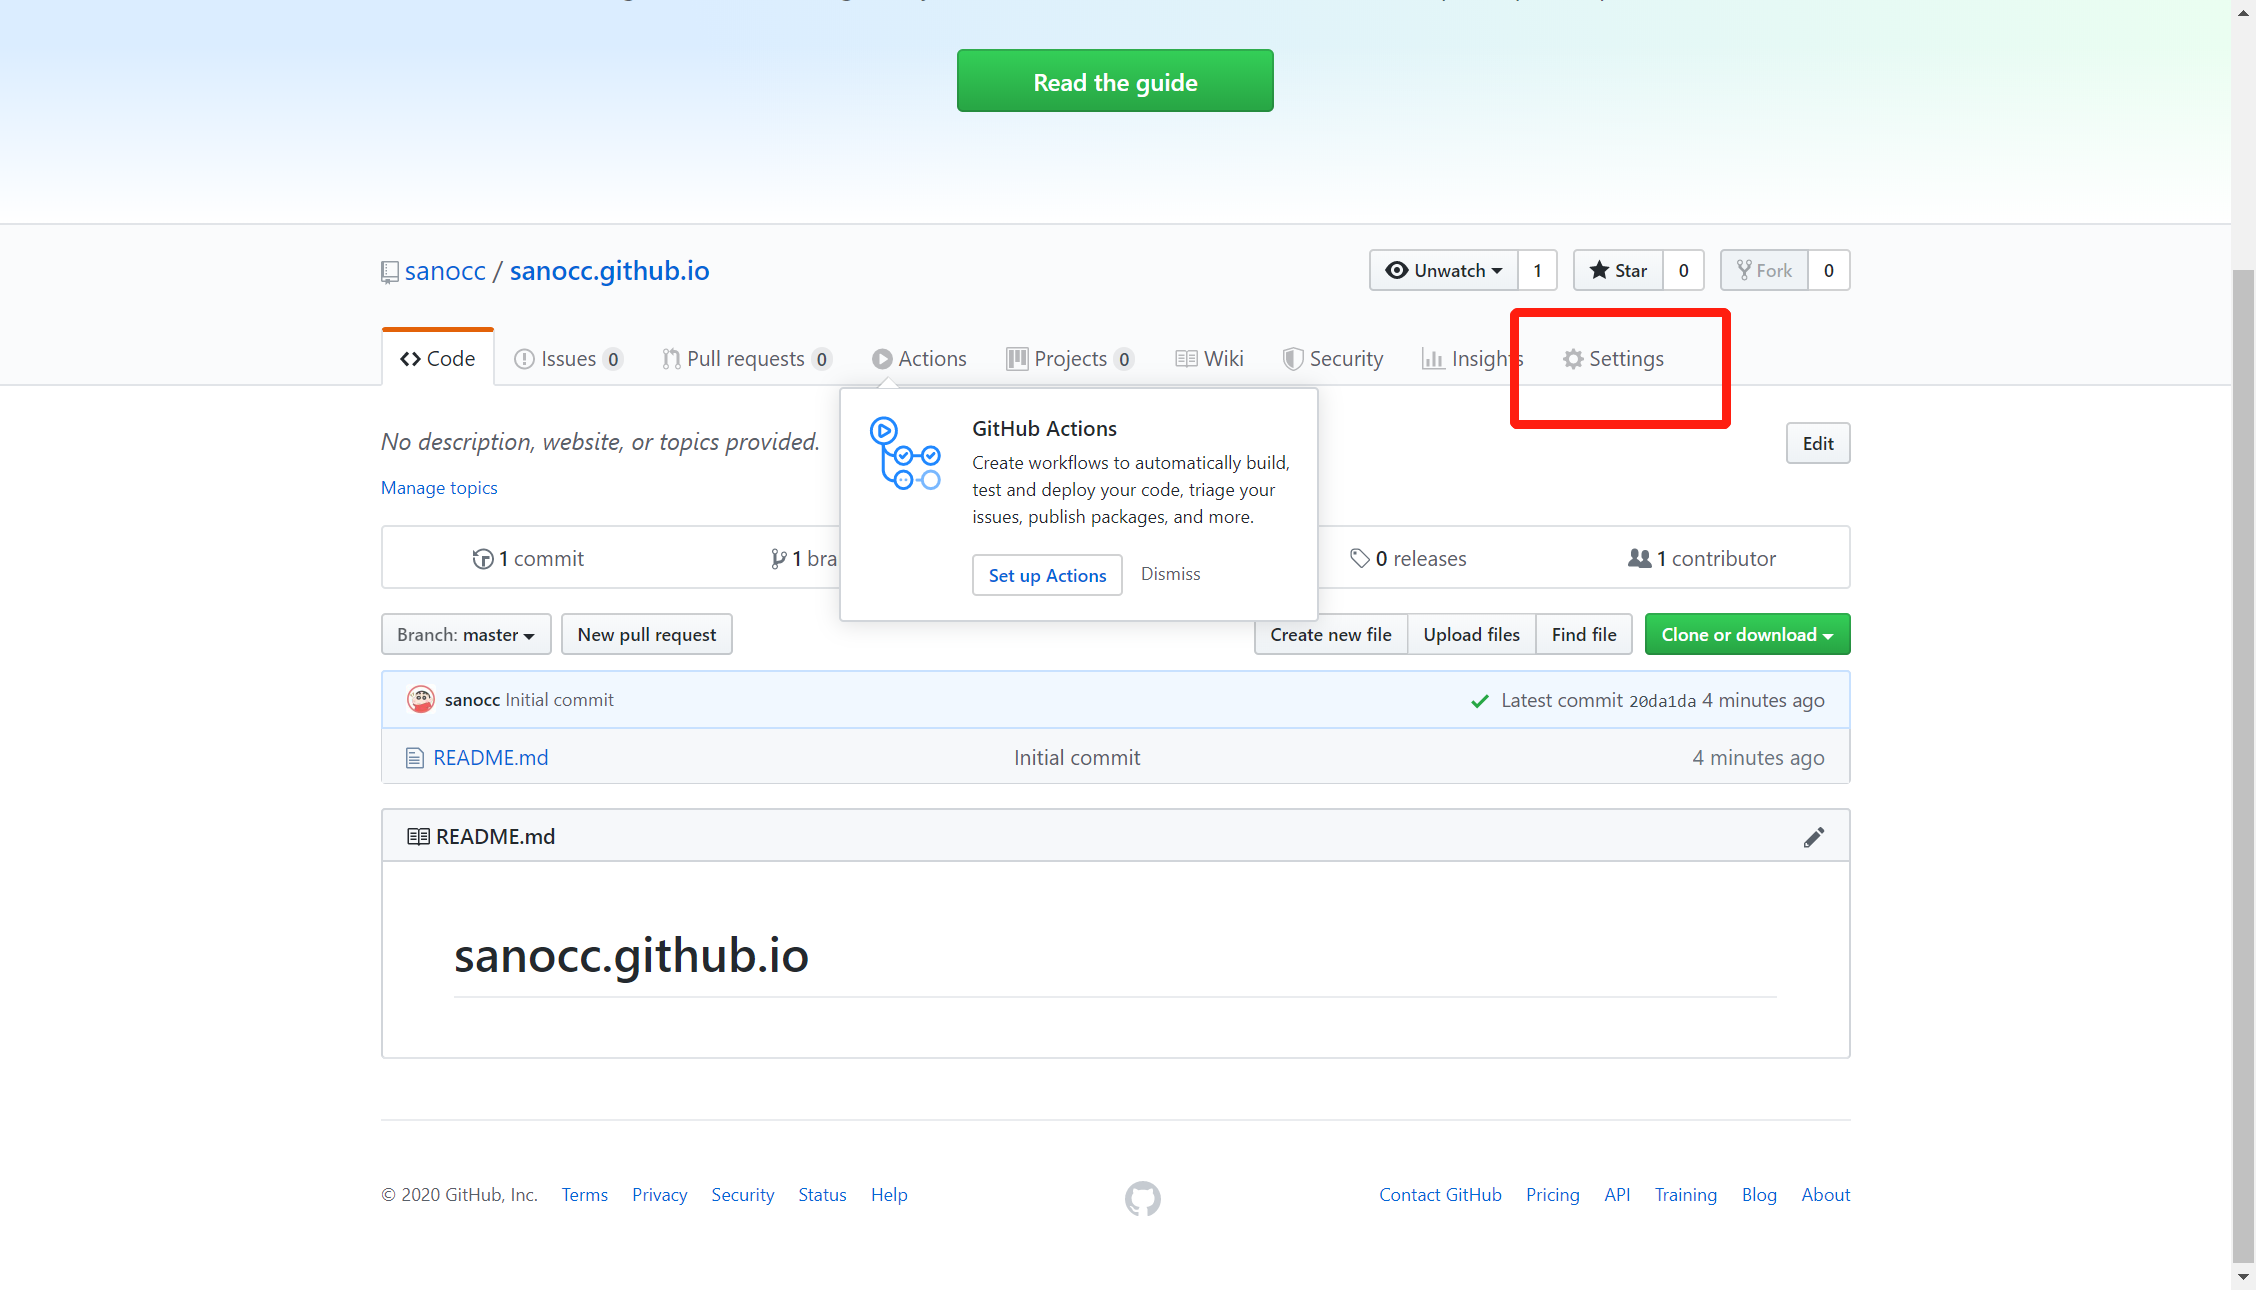 Read the guide
sanocc / sanocc.github.io
Unwatch 1 Star 0 Fork 0
Code Issues 0 Pull requests 0 Actions Projects 0 Wiki Security Insights Settings
GitHub Actions
Create workflows to automatically build,
test and deploy your code, triage your
issues, publish packages, and more.
Set up Actions Dismiss
No description, website, or topics provided.
Edit
Manage topics
1 commit 1 bra 0 releases 1 contributor
Branch: master New pull request Create new file Upload files Find file Clone or download
sanocc Initial commit Latest commit 20da1da 4 minutes ago
README.md Initial commit 4 minutes ago
README.md
sanocc.github.io
© 2020 GitHub, Inc. Terms Privacy Security Status Help Contact GitHub Pricing API Training Blog About